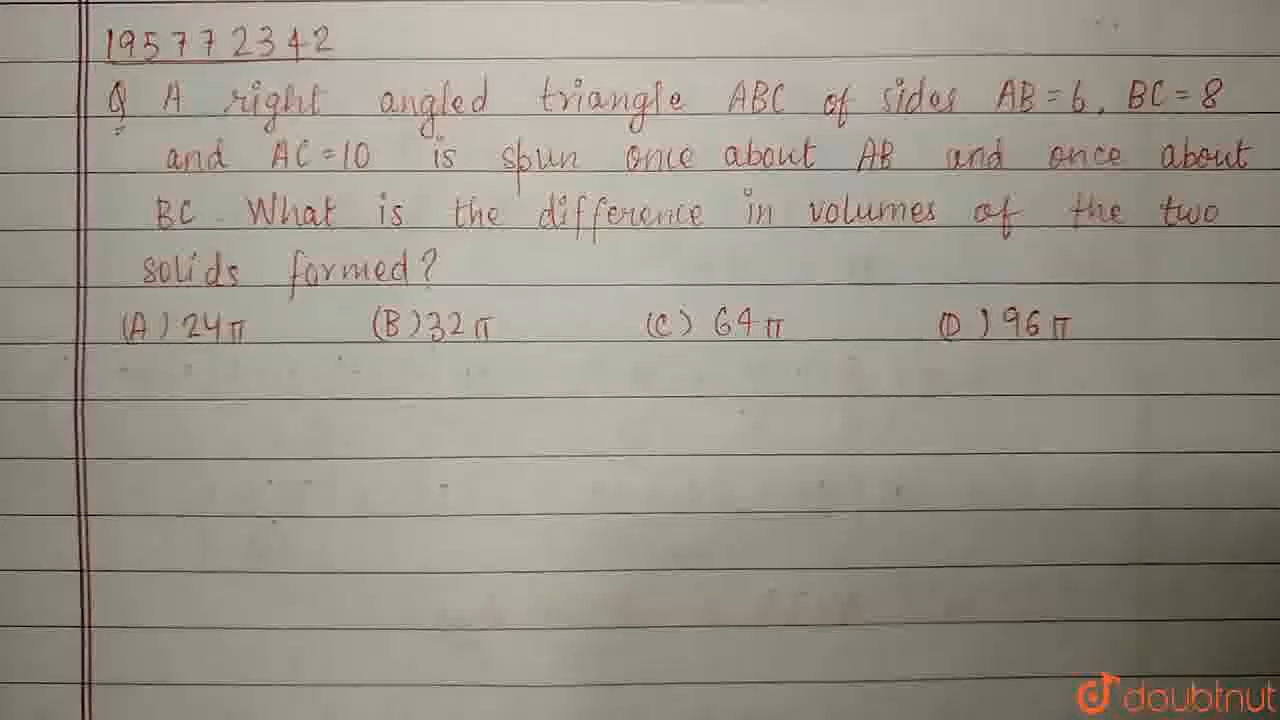 195772342
Q A right angled triangle ABC of sides AB = 6, BC = 8
and AC = 10 is spun once about AB and once about
BC. What is the difference in volumes of the two
solids formed?
(A) 24π (B) 32π (C) 64π (D) 96π
doubtnut